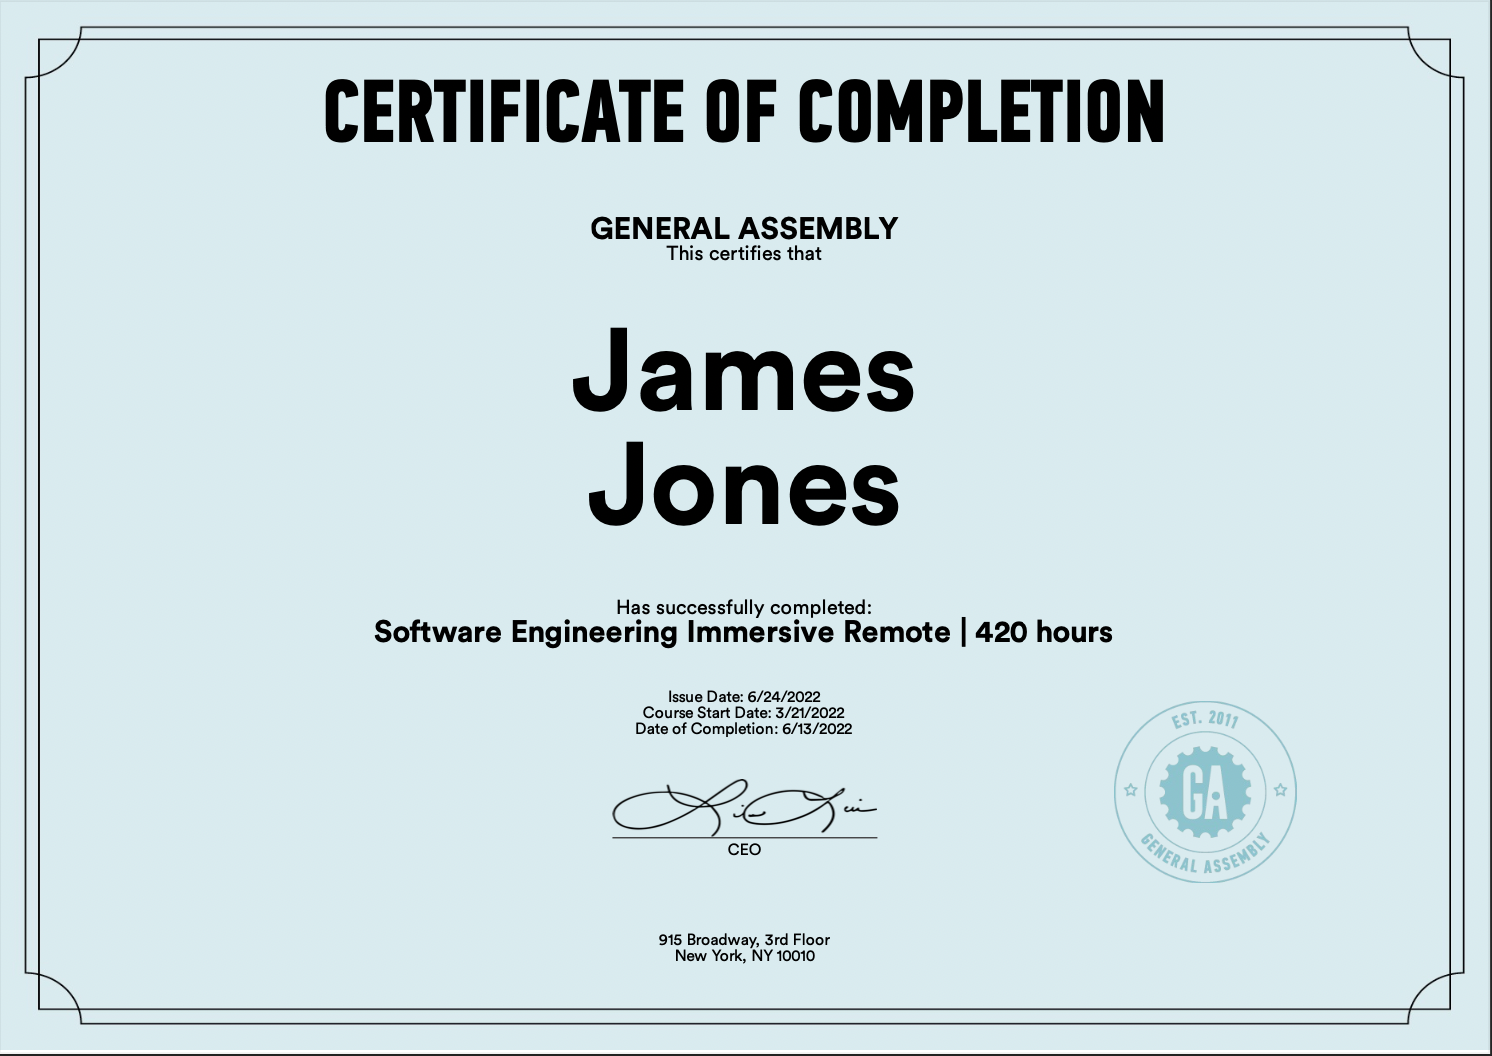 CERTIFICATE OF COMPLETION
GENERAL ASSEMBLY
This certifies that
James
Jones
Has successfully completed:
Software Engineering Immersive Remote | 420 hours
Issue Date: 6/24/2022
Course Start Date: 3/21/2022
Date of Completion: 6/13/2022
CEO
EST. 2011
GA
GENERAL ASSEMBLY
915 Broadway, 3rd Floor
New York, NY 10010